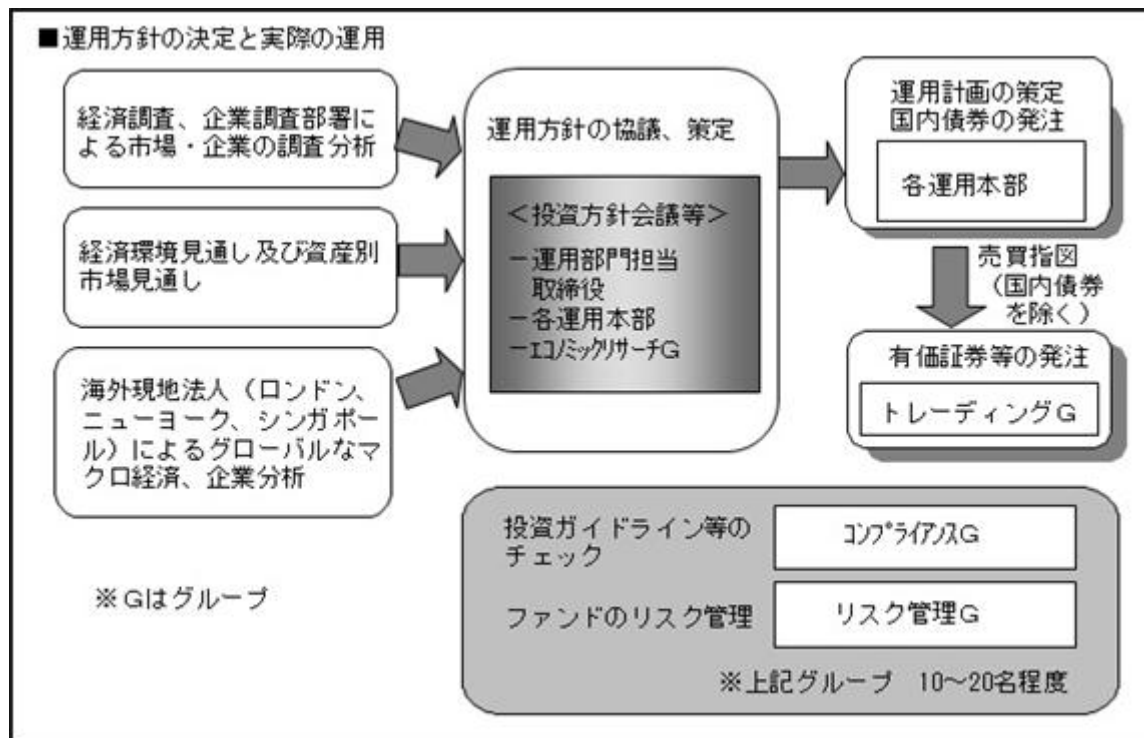 ■運用方針の決定と実際の運用
経済調査、企業調査部署に
よる市場・企業の調査分析
経済環境見通し及び資産別
市場見通し
海外現地法人（ロンドン、
ニューヨーク、シンガポー
ル）によるグローバルなマ
クロ経済、企業分析
※Gはグループ
運用方針の協議、策定
＜投資方針会議等＞
－運用部門担当
取締役
－各運用本部
－ｴｺﾉﾐｯｸﾘｻｰﾁG
運用計画の策定
国内債券の発注
各運用本部
売買指図
（国内債券
を除く）
有価証券等の発注
トレーディングG
投資ガイドライン等の
チェック
ｺﾝﾌﾟﾗｲｱﾝｽG
ファンドのリスク管理
リスク管理G
※上記グループ　10～20名程度